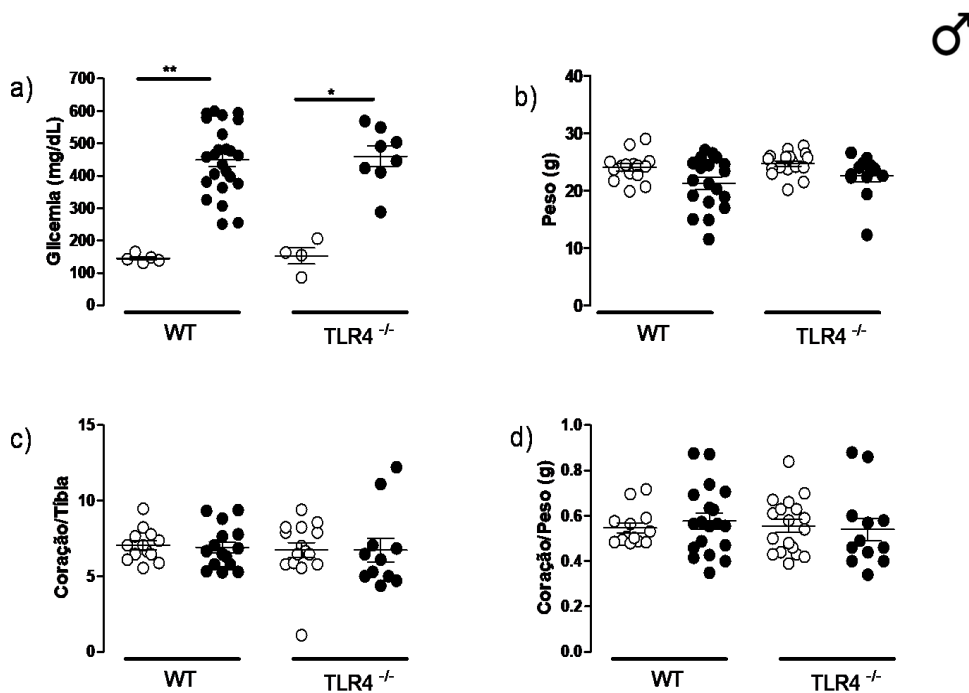 ♂
a)
**
*
Glicemia (mg/dL)
700
600
500
400
300
200
100
0
WT
TLR4 -/-
b)
Peso (g)
40
30
20
10
0
WT
TLR4 -/-
c)
Coração/Tíbia
15
10
5
0
WT
TLR4 -/-
d)
Coração/Peso (g)
1.0
0.8
0.6
0.4
0.2
0.0
WT
TLR4 -/-